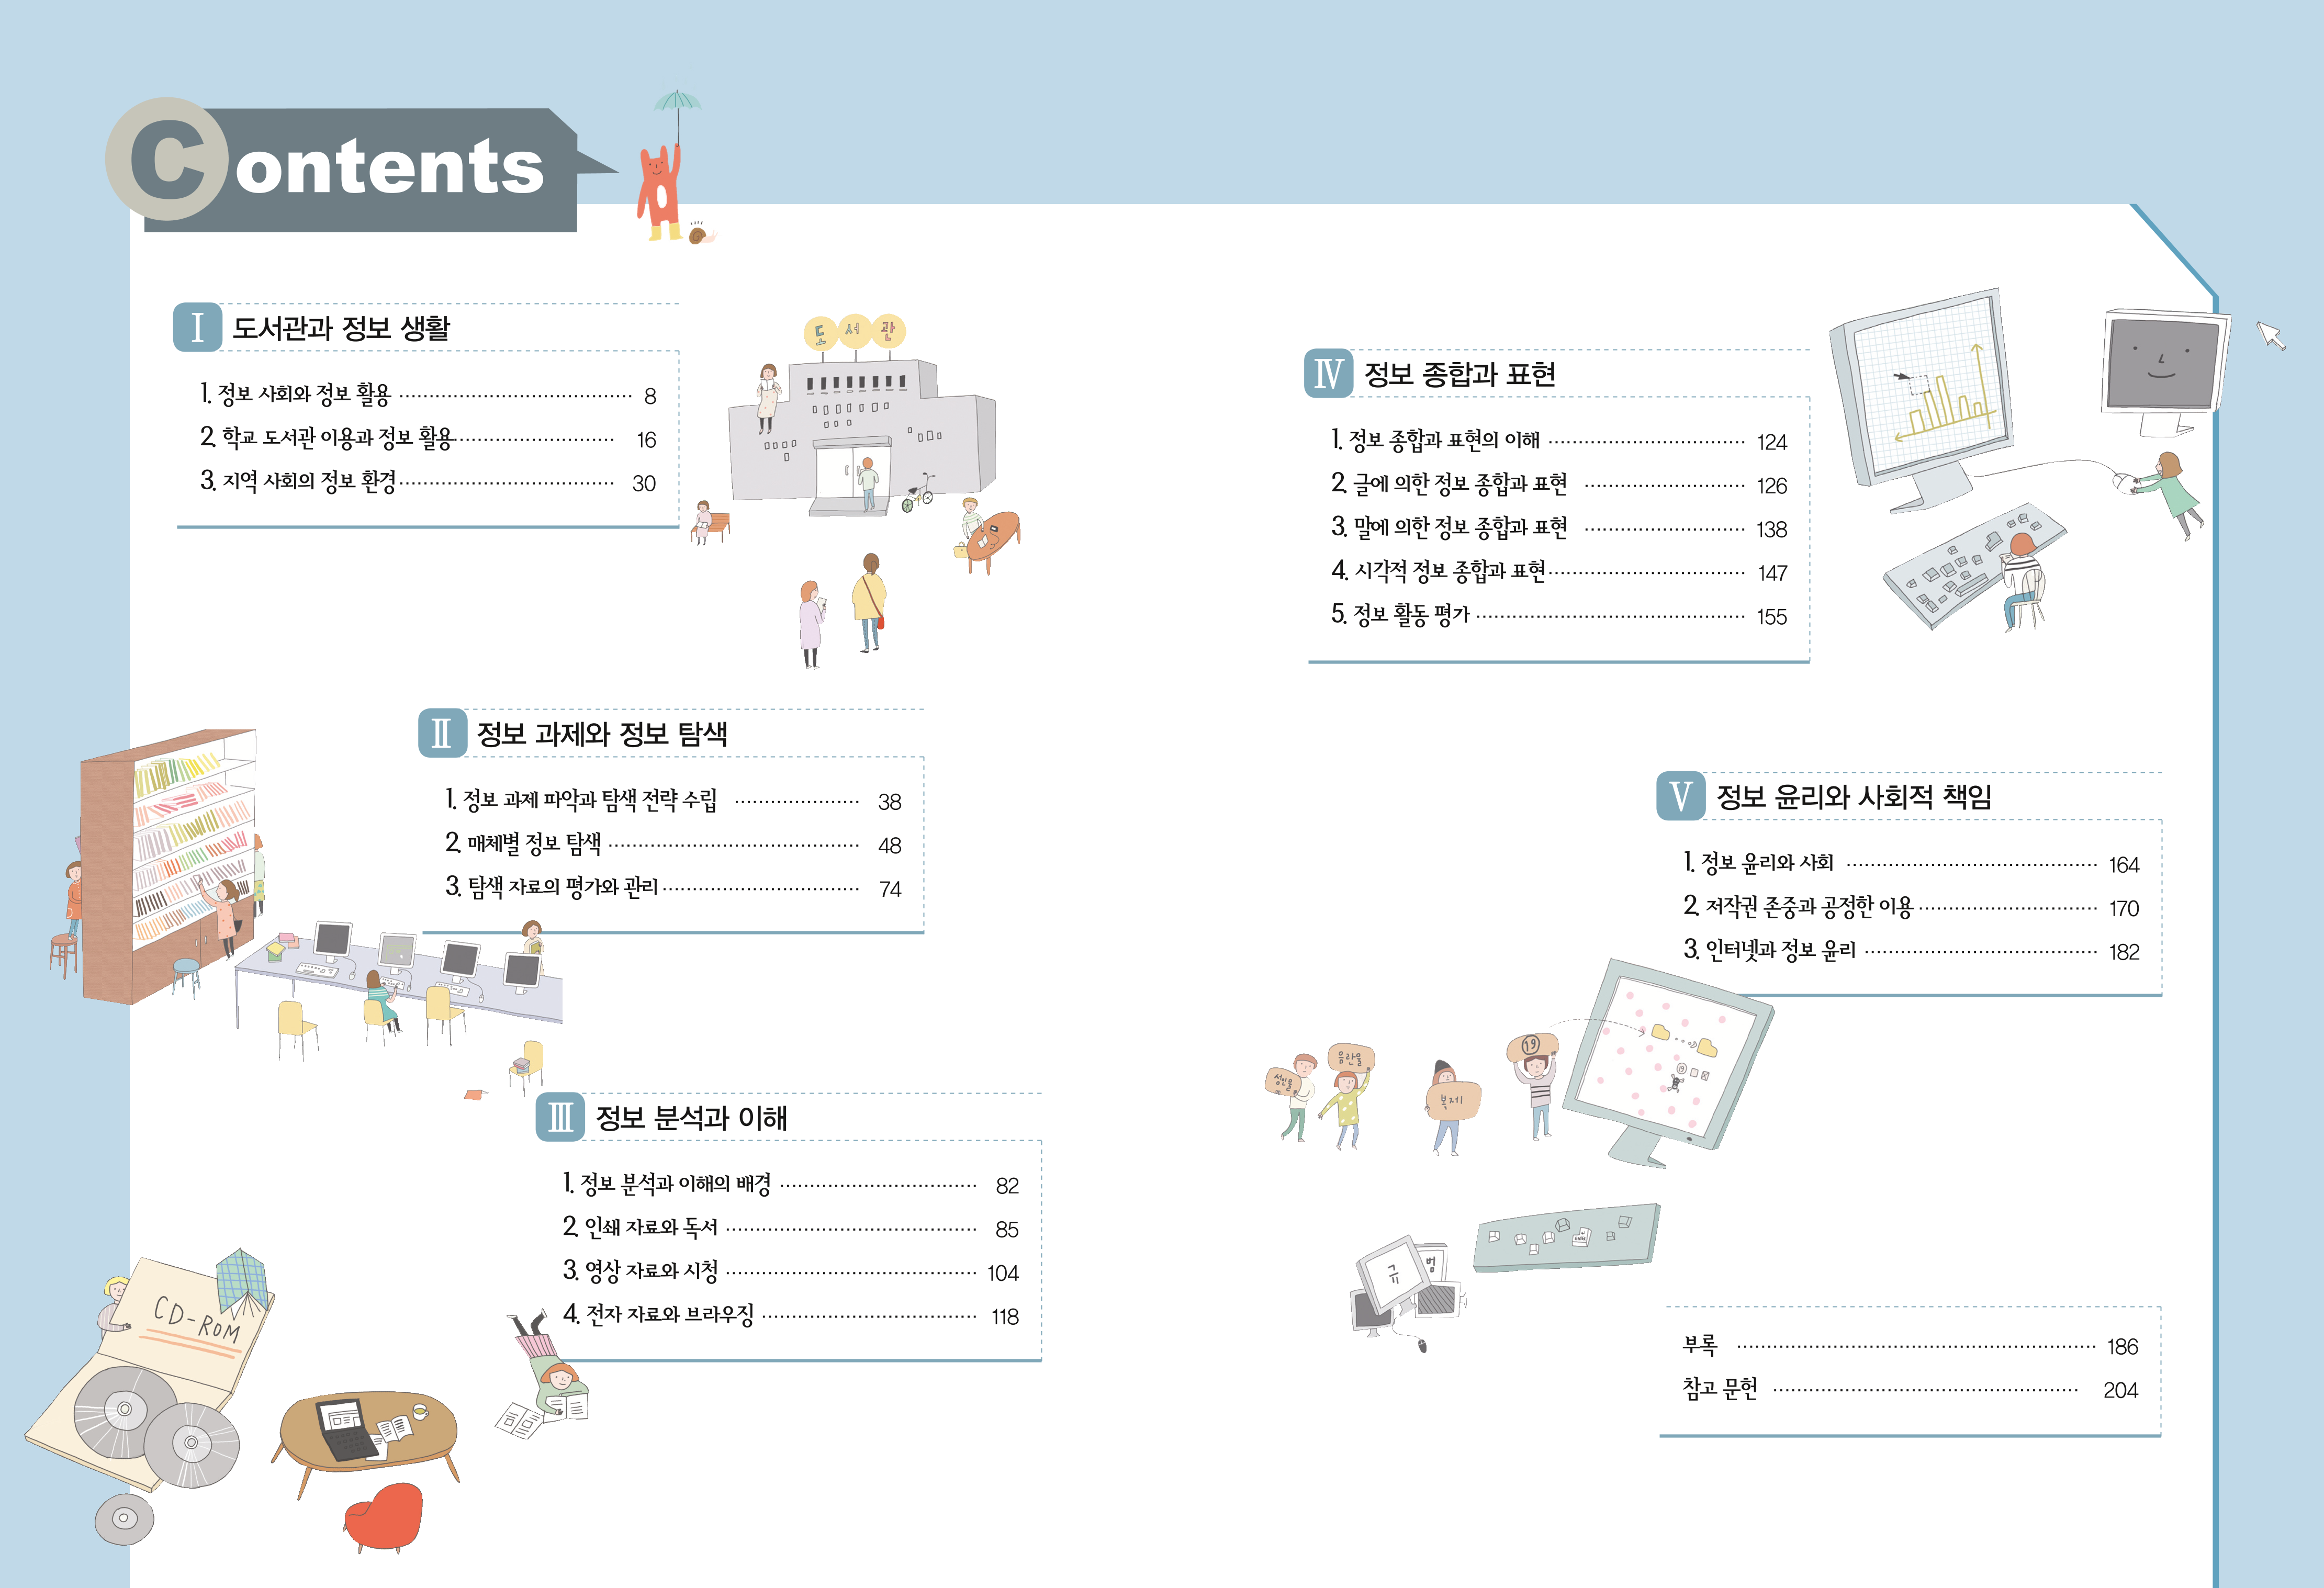 Contents
Ⅰ 도서관과 정보 생활
1. 정보 사회와 정보 활용 8
2. 학교 도서관 이용과 정보 활용 16
3. 지역 사회의 정보 환경 30
도서관
Ⅱ 정보 과제와 정보 탐색
1. 정보 과제 파악과 탐색 전략 수립 38
2. 매체별 정보 탐색 48
3. 탐색 자료의 평가와 관리 74
Ⅲ 정보 분석과 이해
1. 정보 분석과 이해의 배경 82
2. 인쇄 자료와 독서 85
3. 영상 자료와 시청 104
4. 전자 자료와 브라우징 118
CD-ROM
Ⅳ 정보 종합과 표현
1. 정보 종합과 표현의 이해 124
2. 글에 의한 정보 종합과 표현 126
3. 말에 의한 정보 종합과 표현 138
4. 시각적 정보 종합과 표현 147
5. 정보 활동 평가 155
Ⅴ 정보 윤리와 사회적 책임
1. 정보 윤리와 사회 164
2. 저작권 존중과 공정한 이용 170
3. 인터넷과 정보 윤리 182
음란물
복제
19
규
범
부록 186
참고 문헌 204